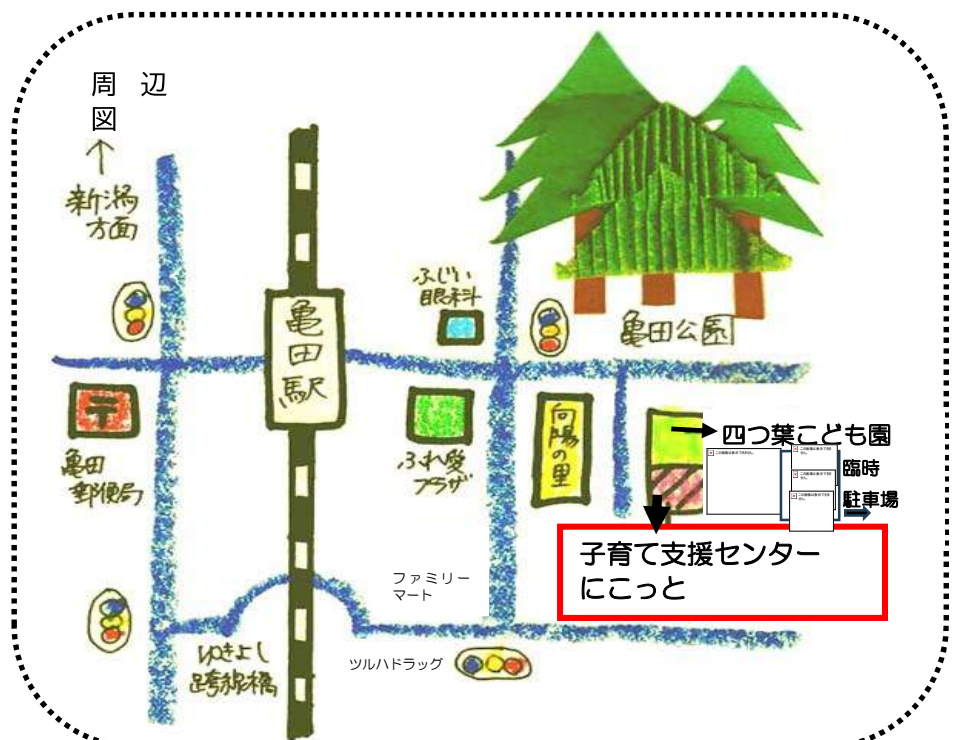 周 辺
図
↑
新潟
方面
ふじい
眼科
亀田公園
亀田駅
〒
亀田
郵便局
ふれ愛
プラザ
向陽の里
四つ葉こども園
臨時
駐車場
子育て支援センター
にこっと
ファミリー
マート
ゆきよし
跨線橋
ツルハドラッグ